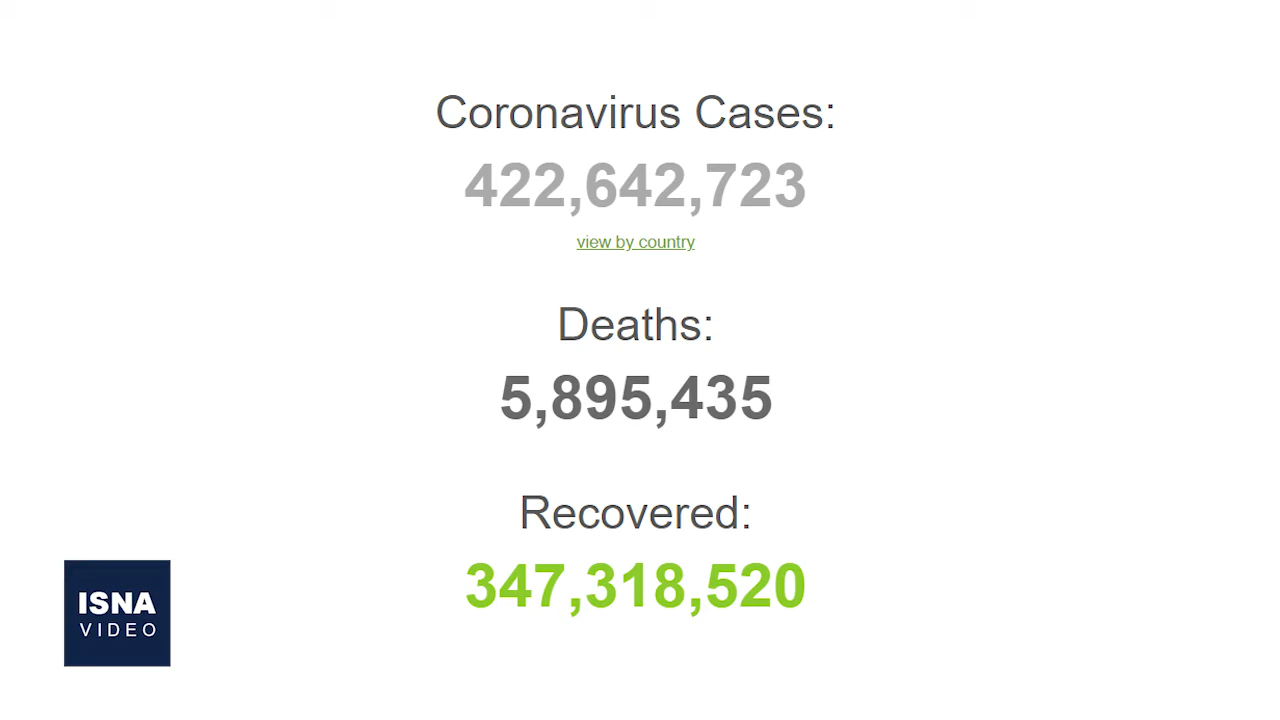 Coronavirus Cases:
422,642,723
view by country
Deaths:
5,895,435
Recovered:
347,318,520
ISNA
VIDEO